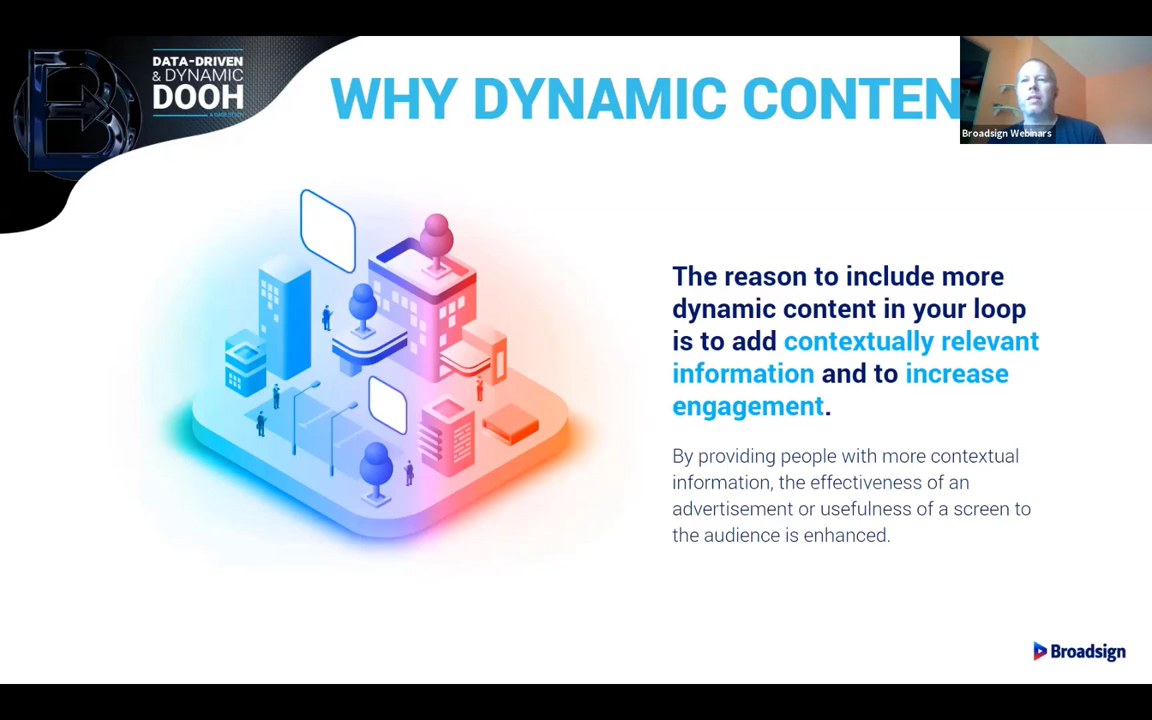 DATA-DRIVEN
& DYNAMIC
DOOH
A CASE STUDY
WHY DYNAMIC CONTEN
Broadsign Webinars
The reason to include more
dynamic content in your loop
is to add contextually relevant
information and to increase
engagement.
By providing people with more contextual
information, the effectiveness of an
advertisement or usefulness of a screen to
the audience is enhanced.
Broadsign